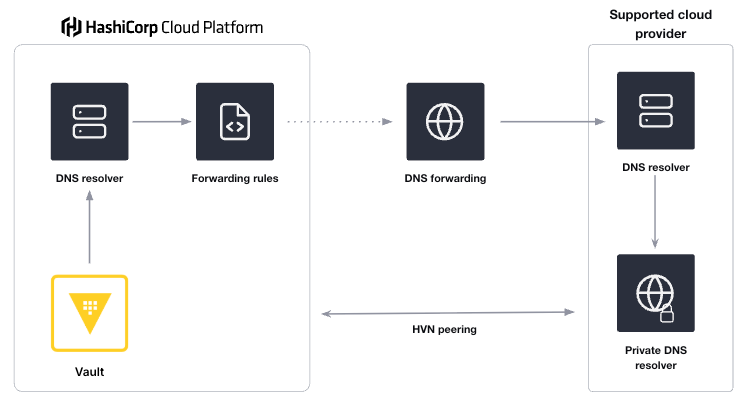 HashiCorp Cloud Platform
Supported cloud
provider
DNS resolver
Forwarding rules
DNS forwarding
DNS resolver
Vault
HVN peering
Private DNS
resolver